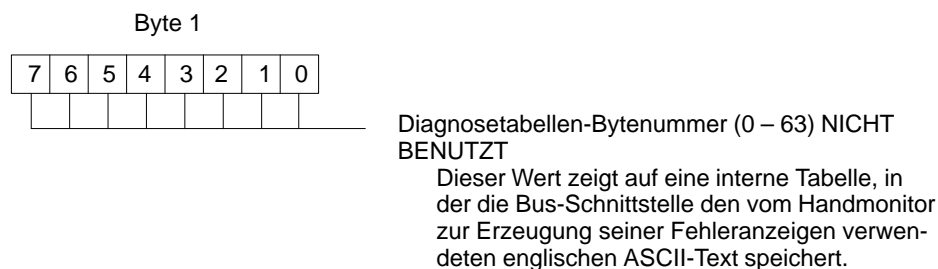 Byte 1
7 6 5 4 3 2 1 0
Diagnosetabellen-Bytenummer (0 – 63) NICHT
BENUTZT
Dieser Wert zeigt auf eine interne Tabelle, in
der die Bus-Schnittstelle den vom Handmonitor
zur Erzeugung seiner Fehleranzeigen verwen-
deten englischen ASCII-Text speichert.